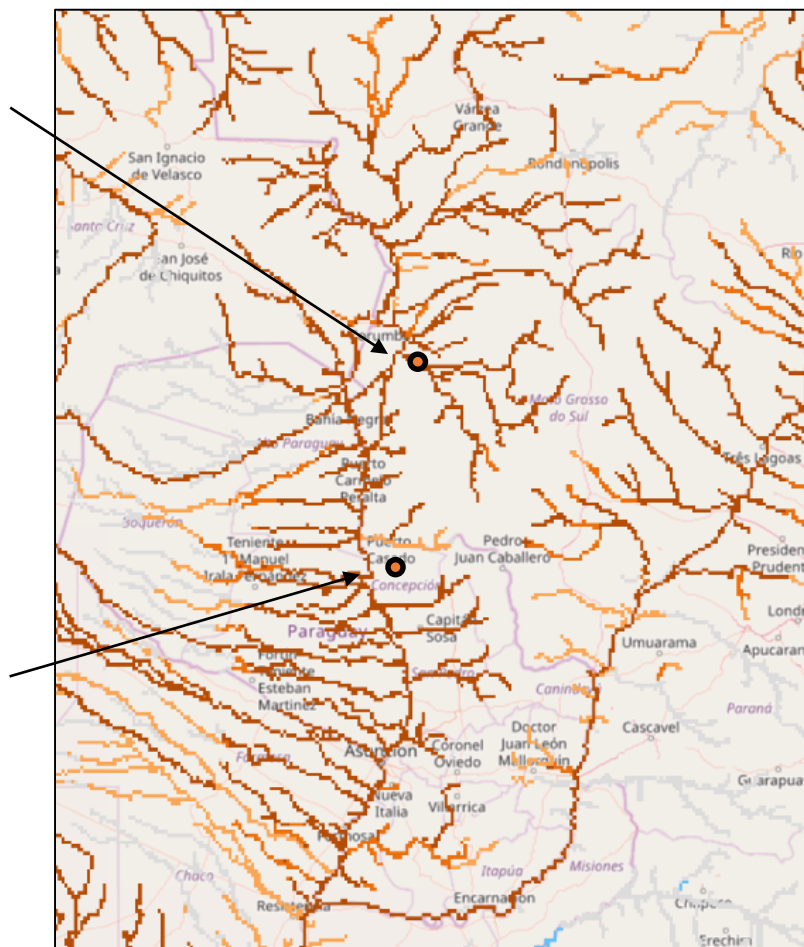 Várzea
Grande
San Ignacio
de Velasco
Rondonópolis
Santa Cruz
San José
de Chiquitos
Corumbá
Mato Grosso
do Sul
Bahía Negra
Alto Paraguay
Puerto
Carmelo
Peralta
Três Lagoas
Boquerón
Teniente
1° Manuel
Irala Fernández
Puerto
Casado
Pedro
Juan Caballero
Presiden
Prudent
Concepción
Londr
Paraguay
Capitán
Sosa
Umuarama
Apucaran
Fortín
Teniente
Esteban
Martínez
San Pedro
Canindeyú
Paraná
Doctor
Juan León
Mallorquín
Cascavel
Asunción
Coronel
Oviedo
Formosa
Guarapua
Nueva
Italia
Villarrica
Formosa
Itapúa
Misiones
Chaco
Resistencia
Encarnación
Chapecó
Erechim